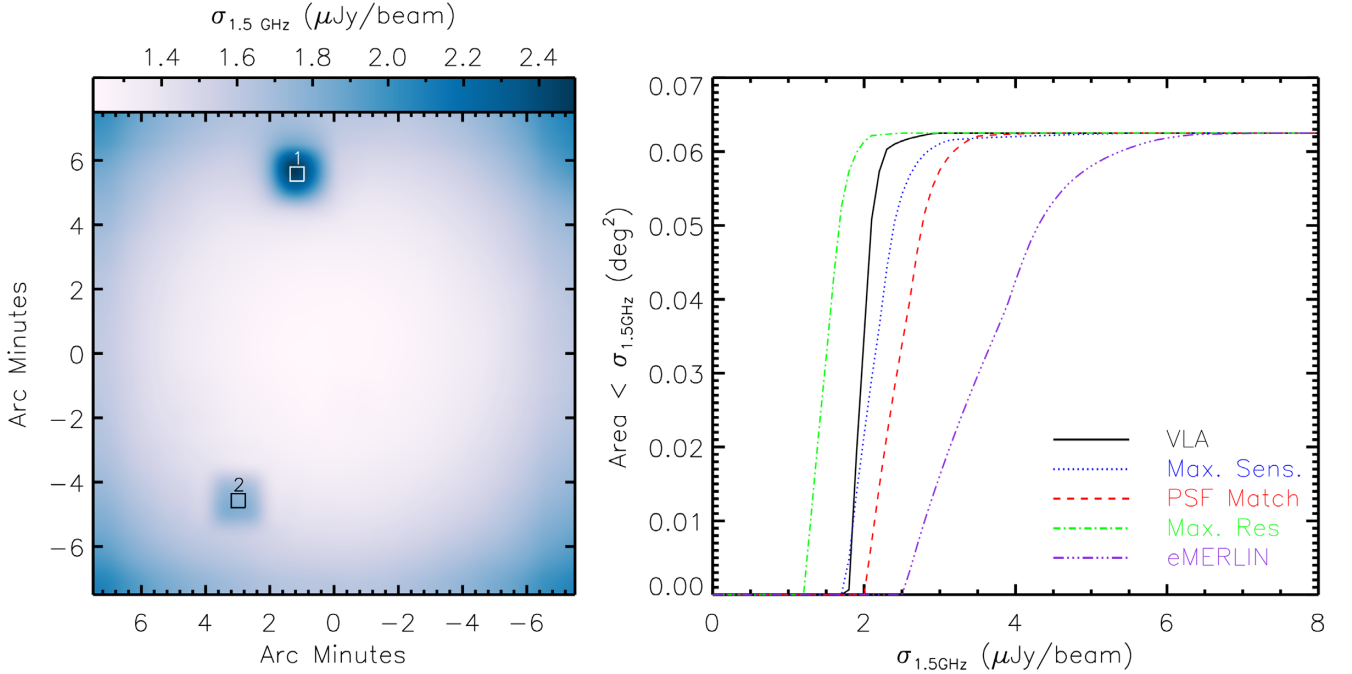 σ1.5 GHz (μJy/beam)
1.4 1.6 1.8 2.0 2.2 2.4
1
2
6
4
2
0
−2
−4
−6
Arc Minutes
6 4 2 0 −2 −4 −6
Arc Minutes
0.07
0.06
0.05
0.04
0.03
0.02
0.01
0.00
Area < σ1.5GHz (deg2)
VLA
Max. Sens.
PSF Match
Max. Res
eMERLIN
0 2 4 6 8
σ1.5GHz (μJy/beam)